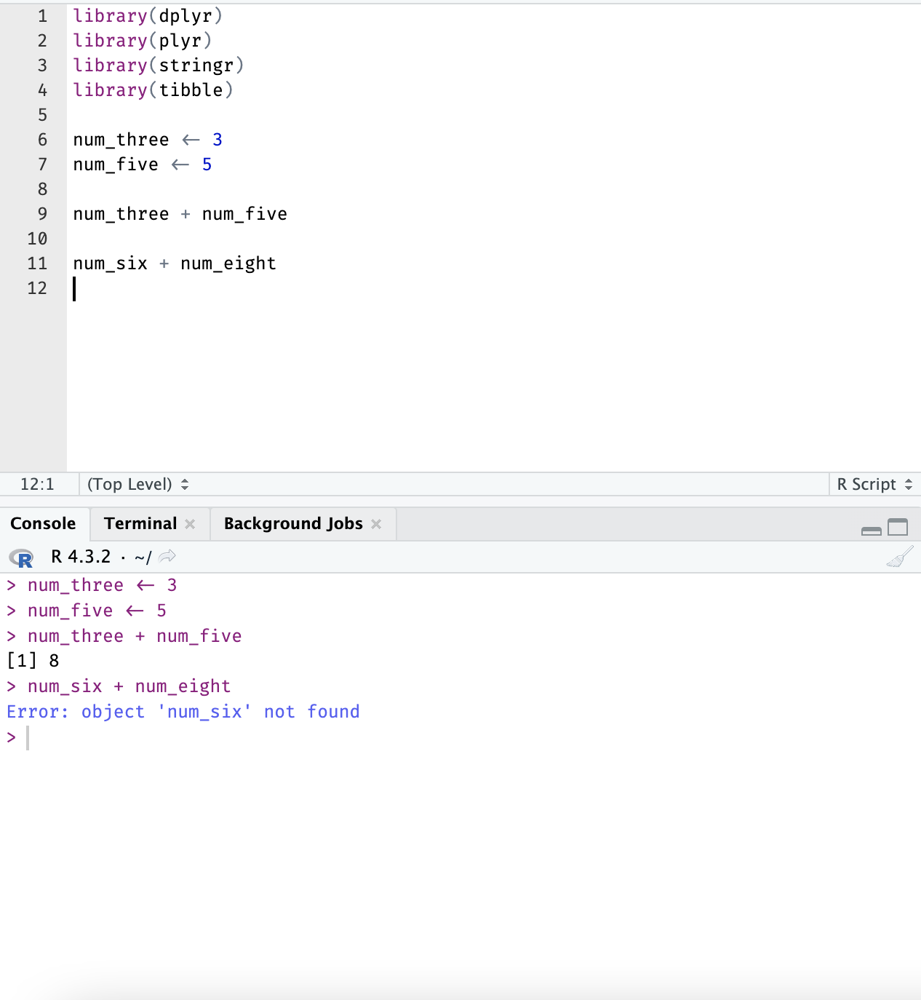 1 library(dplyr)
2 library(plyr)
3 library(stringr)
4 library(tibble)
5
6 num_three <- 3
7 num_five <- 5
8
9 num_three + num_five
10
11 num_six + num_eight
12
12:1 (Top Level) R Script
Console Terminal Background Jobs
R R 4.3.2 · ~/
> num_three <- 3
> num_five <- 5
> num_three + num_five
[1] 8
> num_six + num_eight
Error: object 'num_six' not found
>